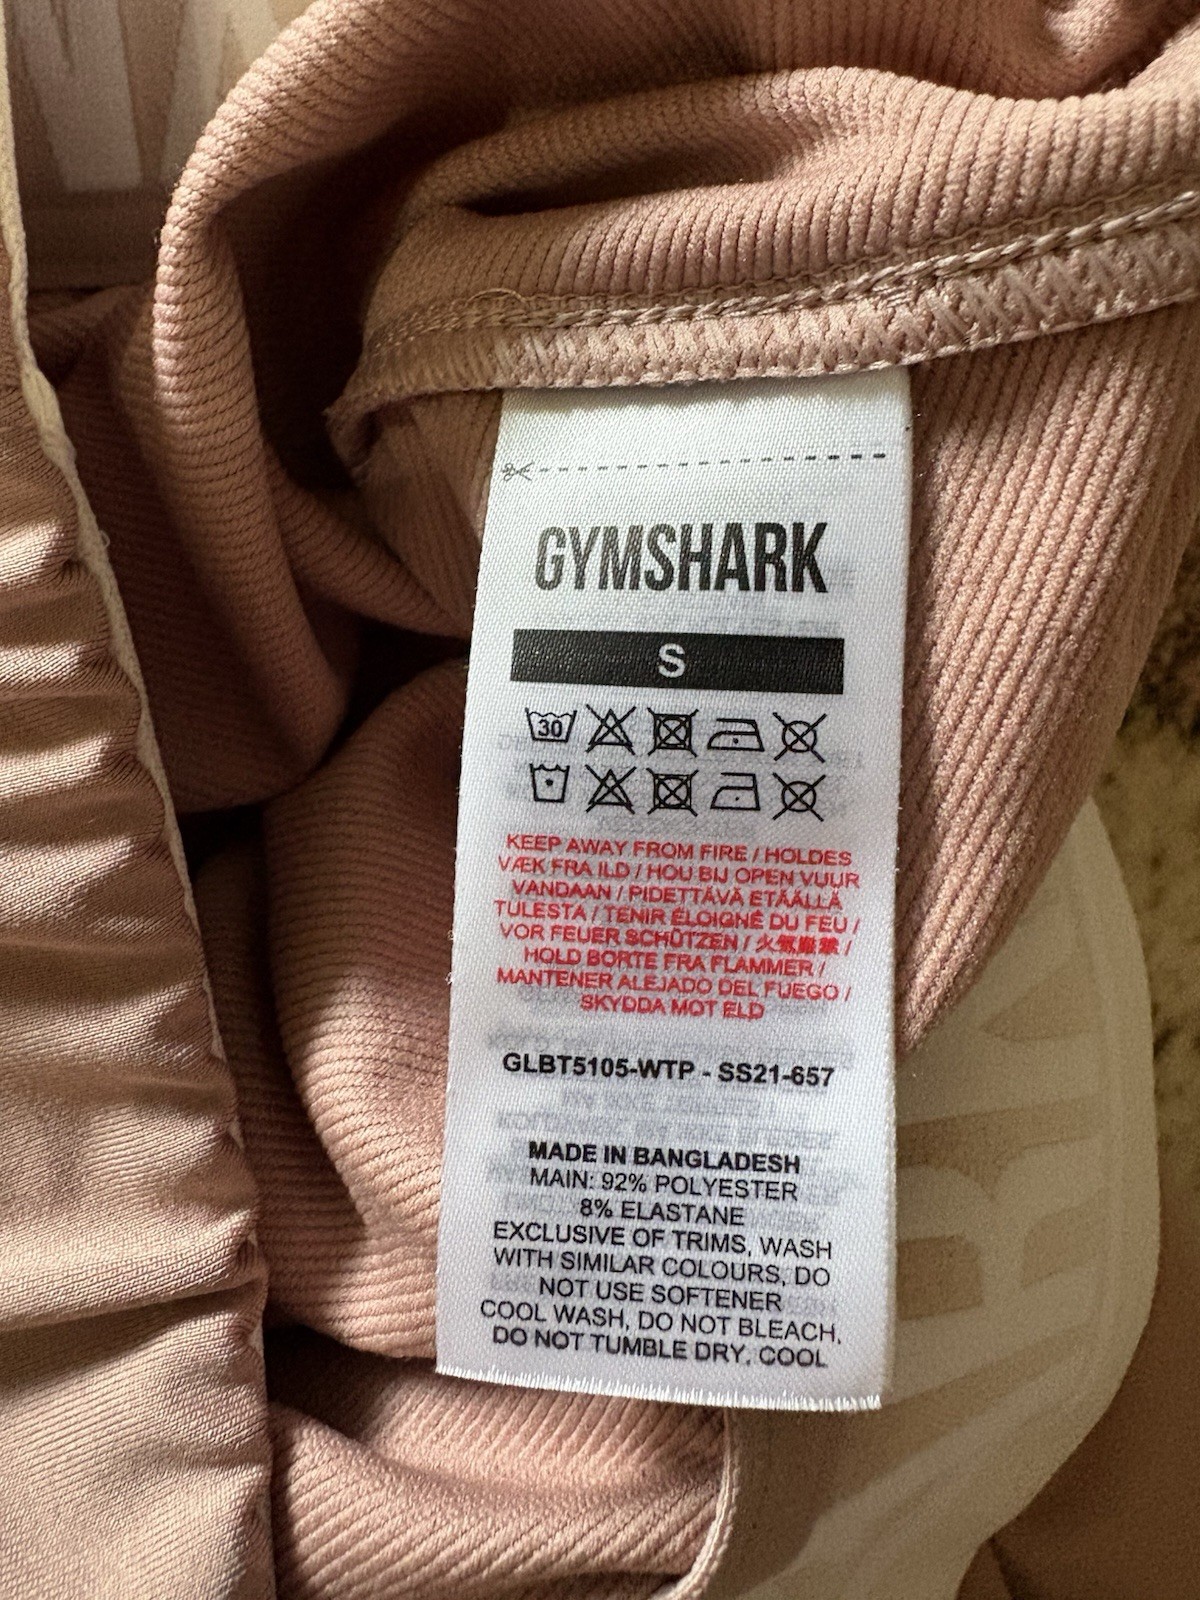 GYMSHARK
S
30
KEEP AWAY FROM FIRE / HOLDES
VÆK FRA ILD / HOU BIJ OPEN VUUR
VANDAAN / PIDETTÄVÄ ETÄÄLLÄ
TULESTA / TENIR ÉLOIGNÉ DU FEU /
VOR FEUER SCHÜTZEN / 火気厳禁 /
HOLD BORTE FRA FLAMMER /
MANTENER ALEJADO DEL FUEGO /
SKYDDA MOT ELD
GLBT5105-WTP - SS21-657
MADE IN BANGLADESH
MAIN: 92% POLYESTER
8% ELASTANE
EXCLUSIVE OF TRIMS, WASH
WITH SIMILAR COLOURS, DO
NOT USE SOFTENER
COOL WASH, DO NOT BLEACH,
DO NOT TUMBLE DRY, COOL